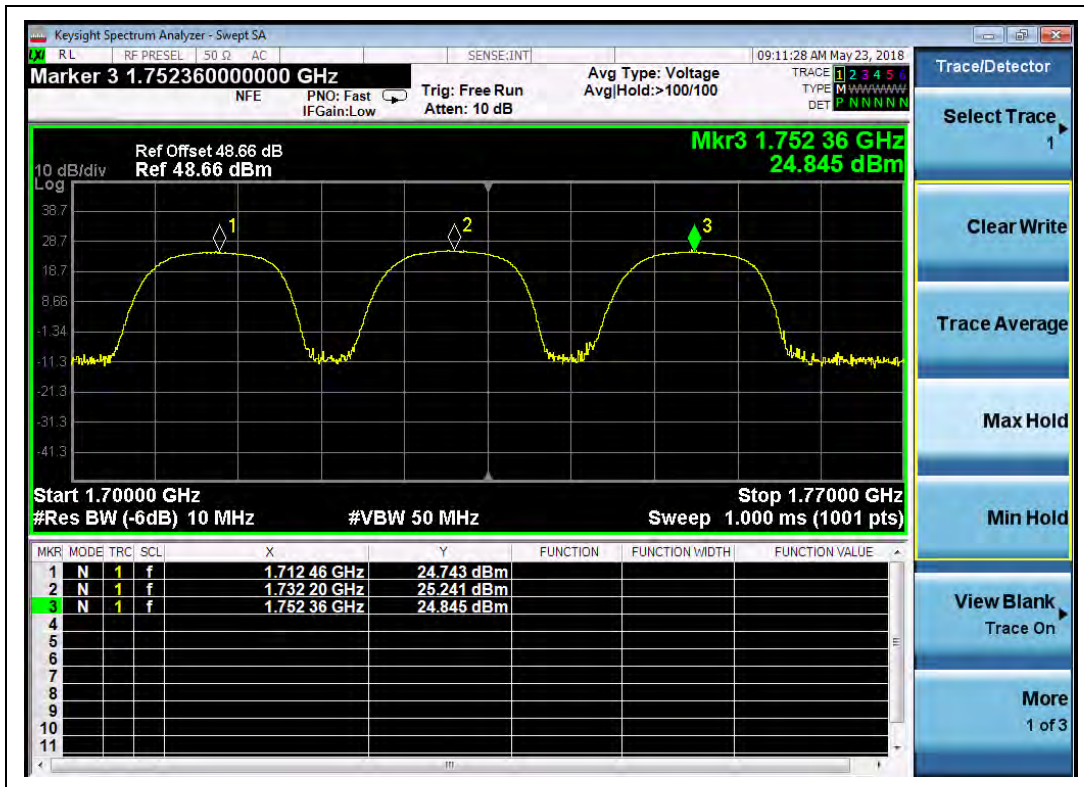 Keysight Spectrum Analyzer - Swept SA
LXI RL RF PRESEL 50 Ω AC SENSE:INT 09:11:28 AM May 23, 2018
Marker 3 1.752360000000 GHz
NFE
PNO: Fast
IFGain:Low
Trig: Free Run
Atten: 10 dB
Avg Type: Voltage
Avg|Hold:>100/100
TRACE 1 2 3 4 5 6
TYPE M WWWWW
DET P N N N N N
Ref Offset 48.66 dB
10 dB/div Ref 48.66 dBm
Log
Mkr3 1.752 36 GHz
24.845 dBm
38.7
28.7
18.7
8.66
-1.34
-11.3
-21.3
-31.3
-41.3
1
2
3
Start 1.70000 GHz Stop 1.77000 GHz
#Res BW (-6dB) 10 MHz #VBW 50 MHz Sweep 1.000 ms (1001 pts)
MKR MODE TRC SCL X Y FUNCTION FUNCTION WIDTH FUNCTION VALUE
1 N 1 f 1.712 46 GHz 24.743 dBm
2 N 1 f 1.732 20 GHz 25.241 dBm
3 N 1 f 1.752 36 GHz 24.845 dBm
4
5
6
7
8
9
10
11
Trace/Detector
Select Trace
1
Clear Write
Trace Average
Max Hold
Min Hold
View Blank
Trace On
More
1 of 3